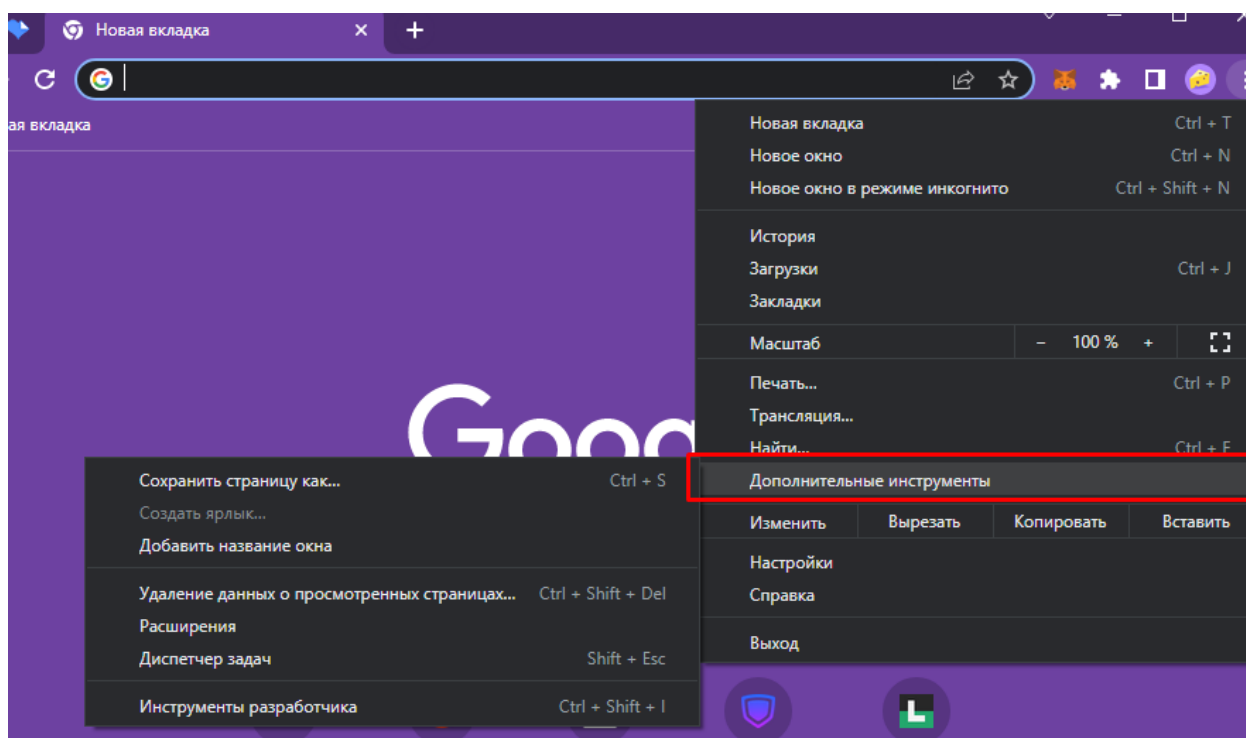 Новая вкладка
ая вкладка
Новая вкладка Ctrl + T
Новое окно Ctrl + N
Новое окно в режиме инкогнито Ctrl + Shift + N
История
Загрузки Ctrl + J
Закладки
Масштаб − 100 % +
Печать... Ctrl + P
Трансляция...
Найти... Ctrl + F
Дополнительные инструменты
Изменить Вырезать Копировать Вставить
Настройки
Справка
Выход
Goog
Сохранить страницу как... Ctrl + S
Создать ярлык...
Добавить название окна
Удаление данных о просмотренных страницах... Ctrl + Shift + Del
Расширения
Диспетчер задач Shift + Esc
Инструменты разработчика Ctrl + Shift + I